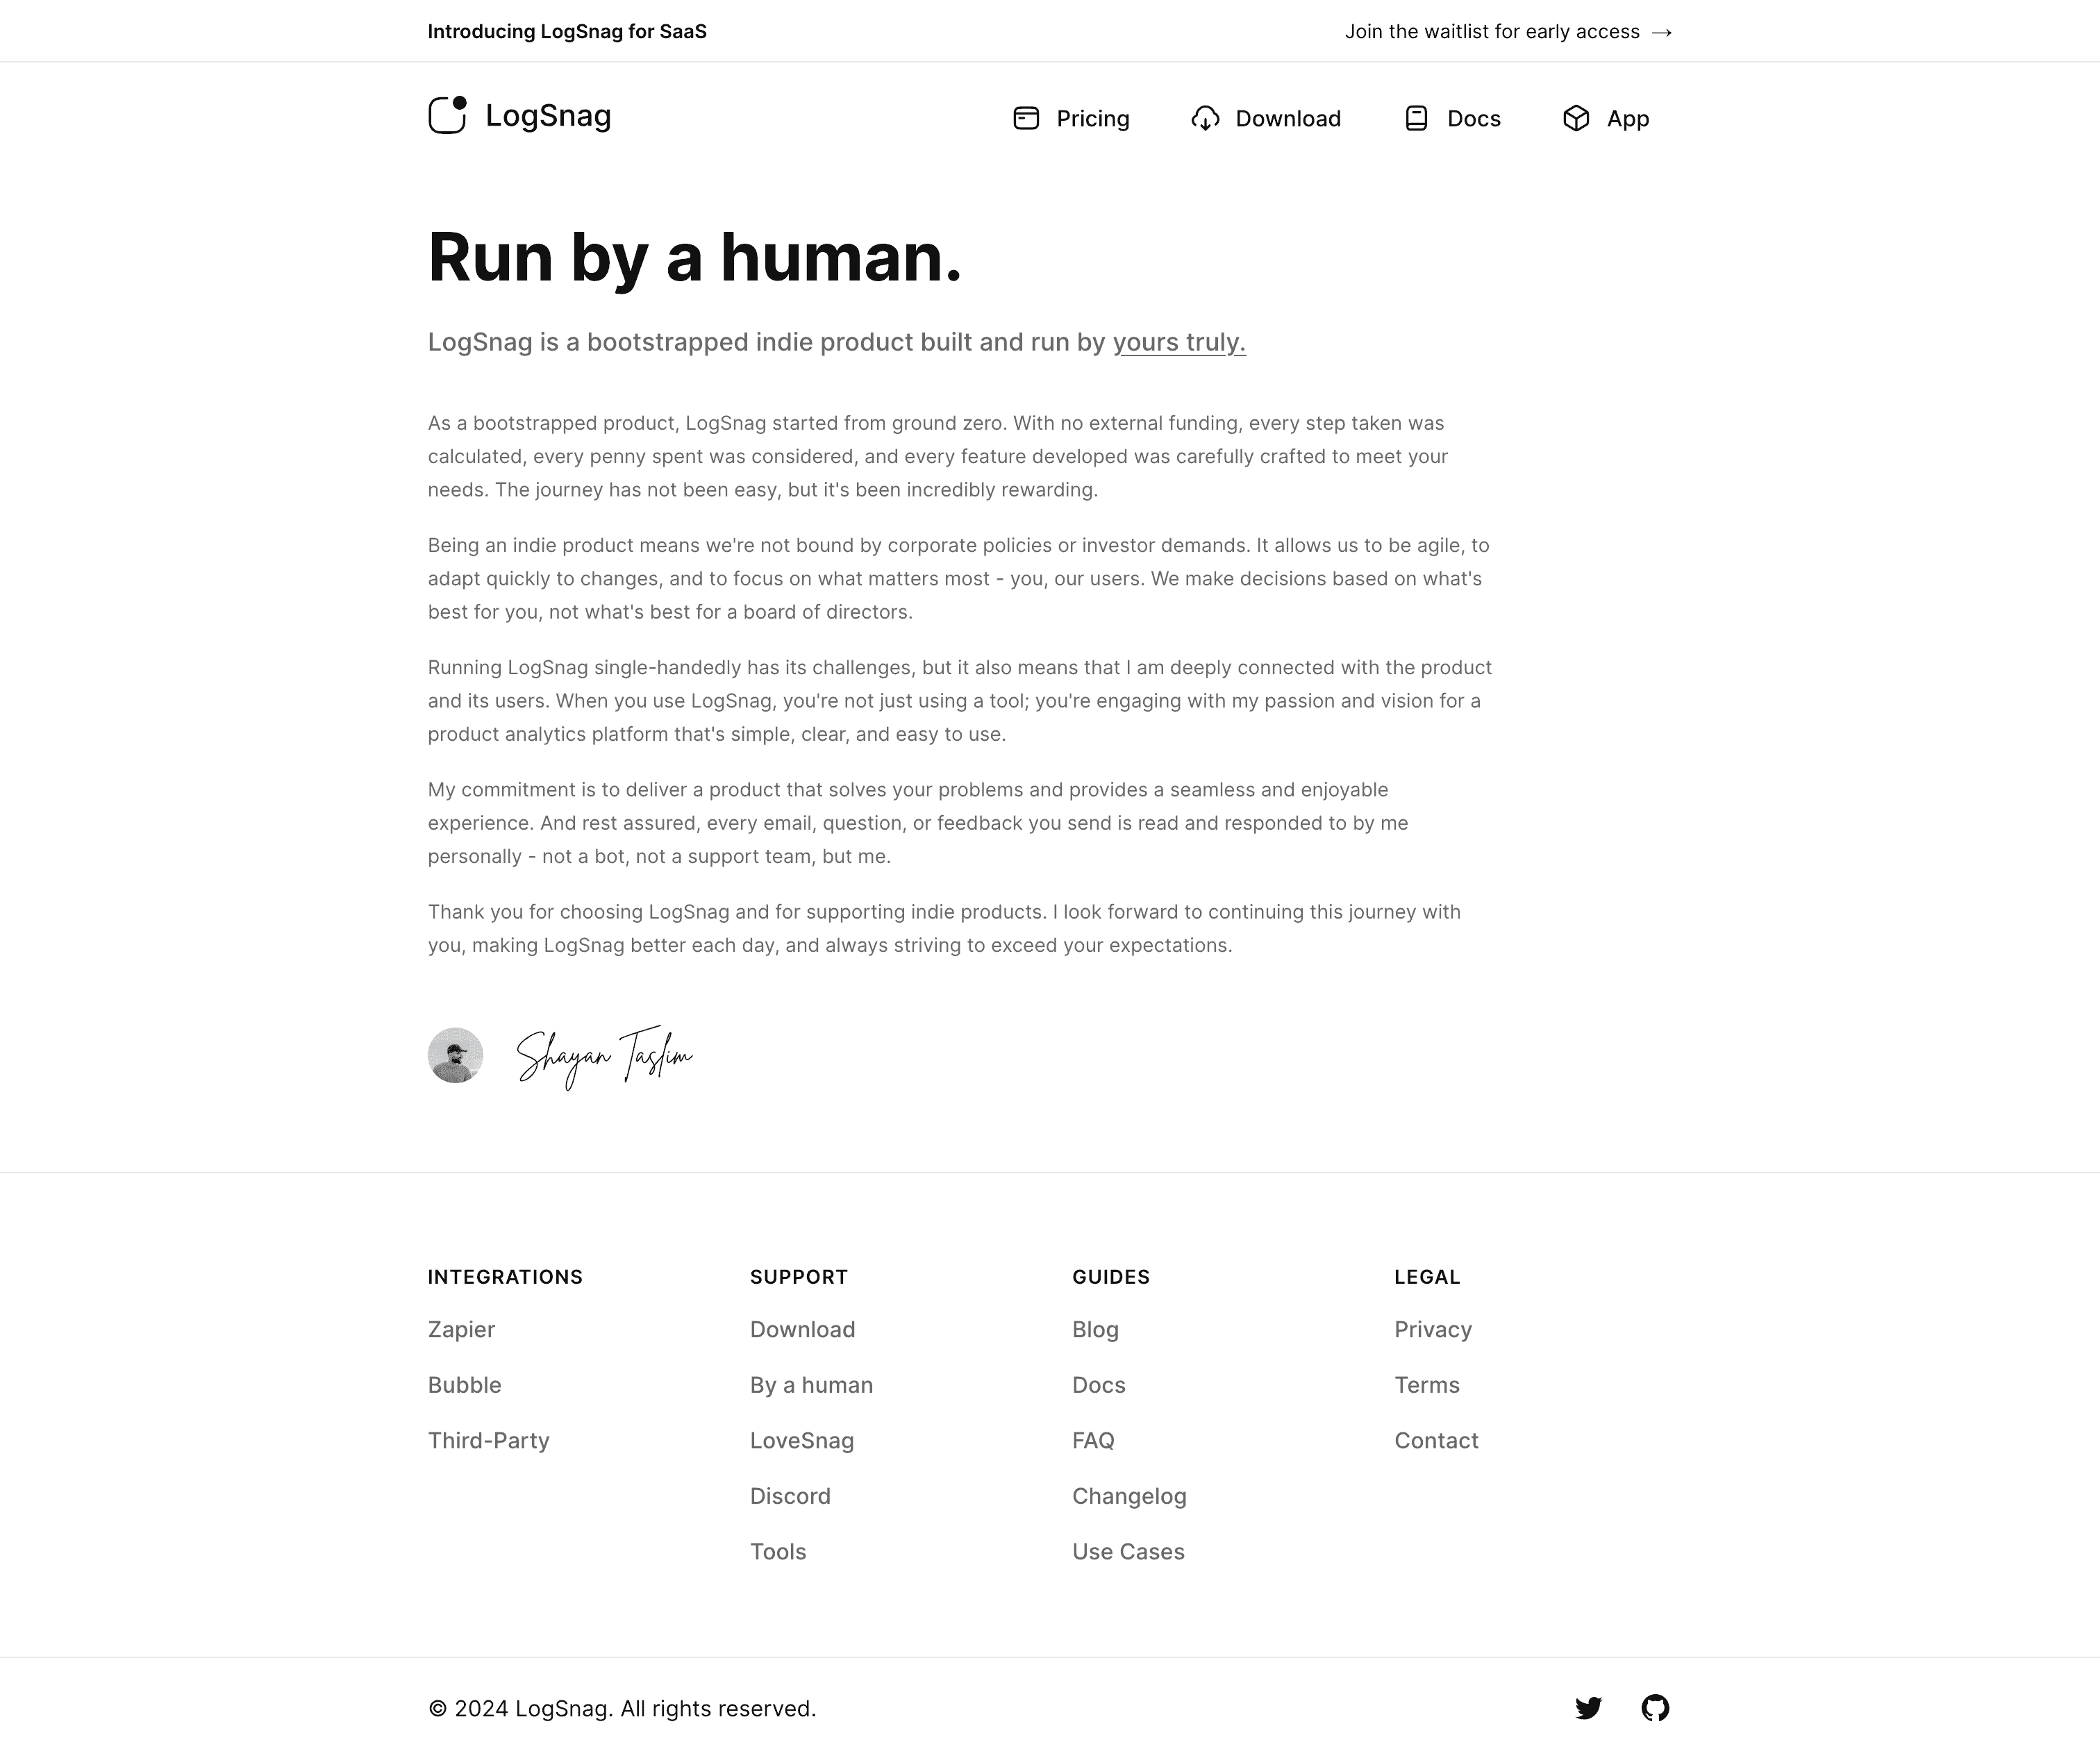 Introducing LogSnag for SaaS
Join the waitlist for early access →
LogSnag
Pricing
Download
Docs
App
Run by a human.
LogSnag is a bootstrapped indie product built and run by yours truly.
As a bootstrapped product, LogSnag started from ground zero. With no external funding, every step taken was
calculated, every penny spent was considered, and every feature developed was carefully crafted to meet your
needs. The journey has not been easy, but it's been incredibly rewarding.
Being an indie product means we're not bound by corporate policies or investor demands. It allows us to be agile, to
adapt quickly to changes, and to focus on what matters most - you, our users. We make decisions based on what's
best for you, not what's best for a board of directors.
Running LogSnag single-handedly has its challenges, but it also means that I am deeply connected with the product
and its users. When you use LogSnag, you're not just using a tool; you're engaging with my passion and vision for a
product analytics platform that's simple, clear, and easy to use.
My commitment is to deliver a product that solves your problems and provides a seamless and enjoyable
experience. And rest assured, every email, question, or feedback you send is read and responded to by me
personally - not a bot, not a support team, but me.
Thank you for choosing LogSnag and for supporting indie products. I look forward to continuing this journey with
you, making LogSnag better each day, and always striving to exceed your expectations.
Shayan Taslim
INTEGRATIONS
Zapier
Bubble
Third-Party
SUPPORT
Download
By a human
LoveSnag
Discord
Tools
GUIDES
Blog
Docs
FAQ
Changelog
Use Cases
LEGAL
Privacy
Terms
Contact
© 2024 LogSnag. All rights reserved.